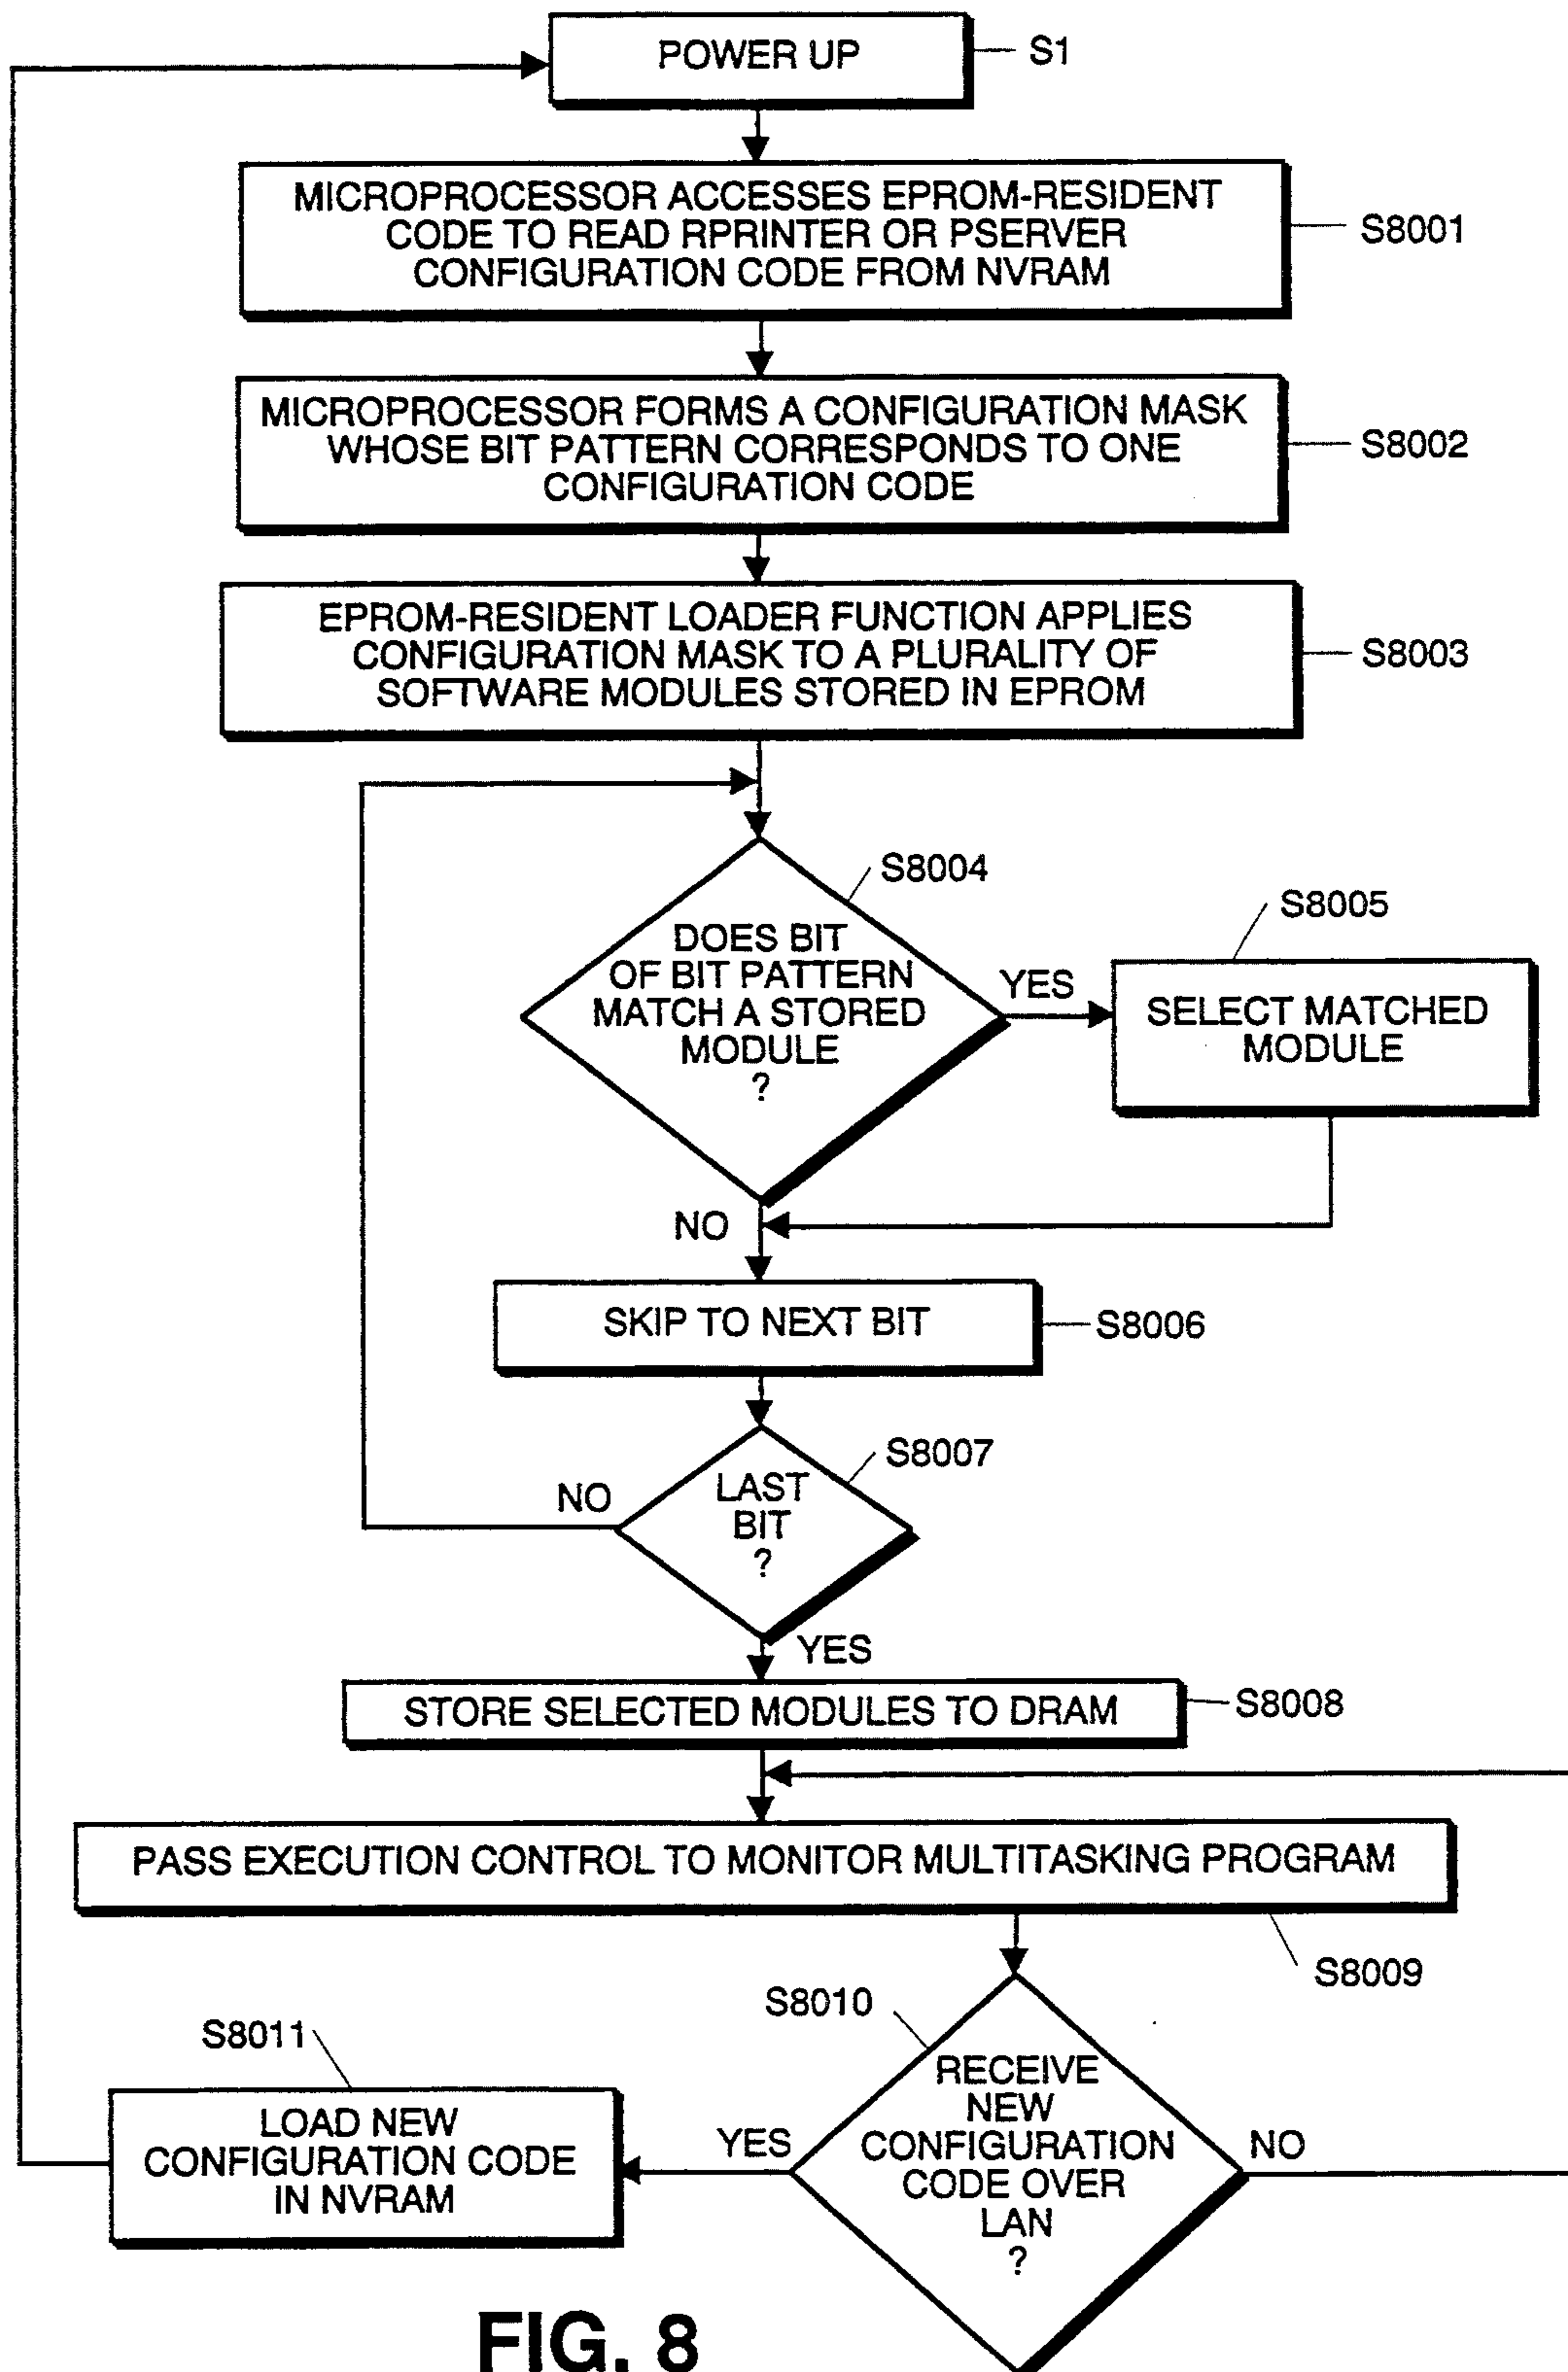 POWER UP
S1
MICROPROCESSOR ACCESSES EPROM-RESIDENT
CODE TO READ RPRINTER OR PSERVER
CONFIGURATION CODE FROM NVRAM
S8001
MICROPROCESSOR FORMS A CONFIGURATION MASK
WHOSE BIT PATTERN CORRESPONDS TO ONE
CONFIGURATION CODE
S8002
EPROM-RESIDENT LOADER FUNCTION APPLIES
CONFIGURATION MASK TO A PLURALITY OF
SOFTWARE MODULES STORED IN EPROM
S8003
S8004
DOES BIT
OF BIT PATTERN
MATCH A STORED
MODULE
?
YES
S8005
SELECT MATCHED
MODULE
NO
SKIP TO NEXT BIT
S8006
S8007
LAST
BIT
?
NO
YES
STORE SELECTED MODULES TO DRAM
S8008
PASS EXECUTION CONTROL TO MONITOR MULTITASKING PROGRAM
S8009
S8010
RECEIVE
NEW
CONFIGURATION
CODE OVER
LAN
?
YES
NO
S8011
LOAD NEW
CONFIGURATION CODE
IN NVRAM
FIG. 8